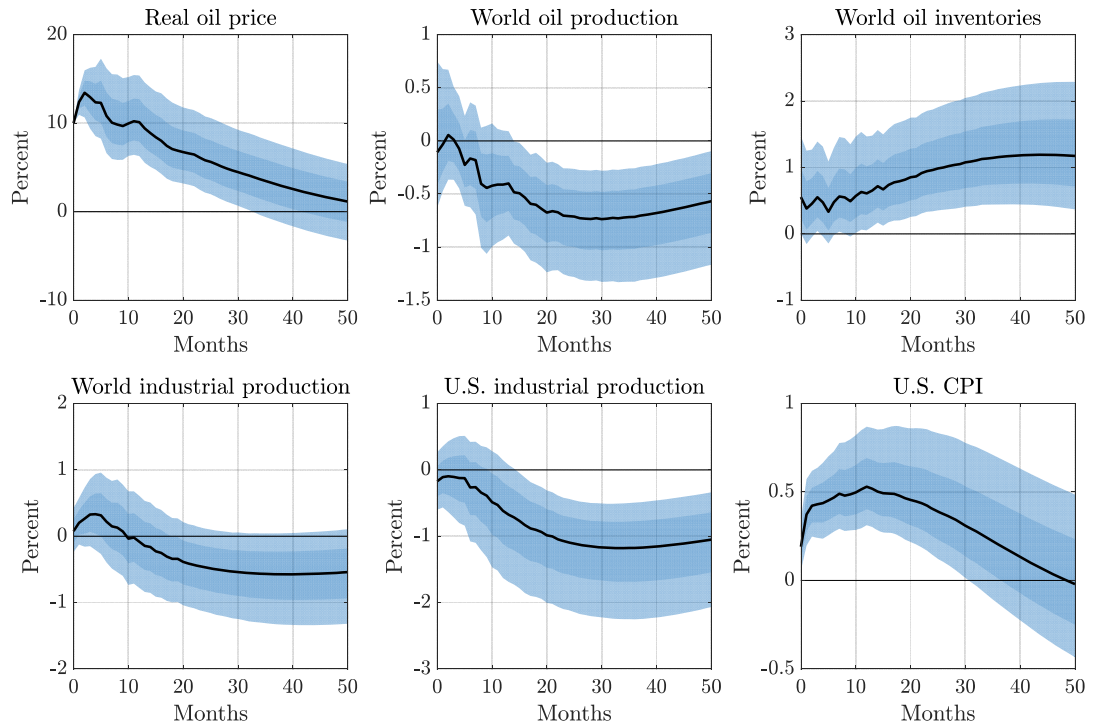 Real oil price
World oil production
World oil inventories
20
10
0
-10
Percent
0 10 20 30 40 50
Months
1
0.5
0
-0.5
-1
-1.5
Percent
0 10 20 30 40 50
Months
3
2
1
0
1
Percent
0 10 20 30 40 50
Months
World industrial production
U.S. industrial production
U.S. CPI
2
1
0
-1
-2
Percent
0 10 20 30 40 50
Months
1
0
-1
-2
-3
Percent
0 10 20 30 40 50
Months
1
0.5
0
-0.5
Percent
0 10 20 30 40 50
Months